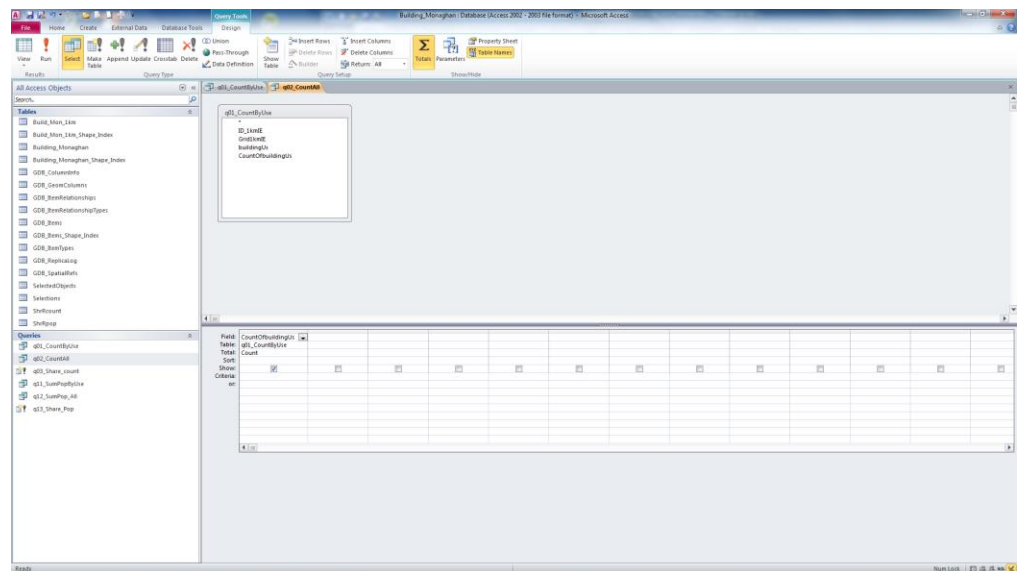 Query Tools
Building_Monaghan : Database (Access 2002 - 2003 file format) - Microsoft Access
File Home Create External Data Database Tools Design
View Run Select Make Table Append Update Crosstab Delete
Union
Pass-Through
Data Definition
Show Table
Insert Rows
Delete Rows
Builder
Insert Columns
Delete Columns
Return: All
Totals Parameters
Property Sheet
Table Names
Results Query Type Query Setup Show/Hide
All Access Objects
Search..
q01_CountByUse q02_CountAll
Tables
Build_Mon_1km
Build_Mon_1km_Shape_Index
Building_Monaghan
Building_Monaghan_Shape_Index
GDB_ColumnInfo
GDB_GeomColumns
GDB_ItemRelationships
GDB_ItemRelationshipTypes
GDB_Items
GDB_Items_Shape_Index
GDB_ItemTypes
GDB_ReplicaLog
GDB_SpatialRefs
SelectedObjects
Selections
ShrRcount
ShrRpop
Queries
q01_CountByUse
q02_CountAll
q03_Share_count
q11_SumPopByUse
q12_SumPop_All
q13_Share_Pop
q01_CountByUse
*
ID_1kmIE
Grid1kmIE
buildingUs
CountOfbuildingUs
Field: CountOfbuildingUs
Table: q01_CountByUse
Total: Count
Sort:
Show:
Criteria:
or:
Ready
Num Lock